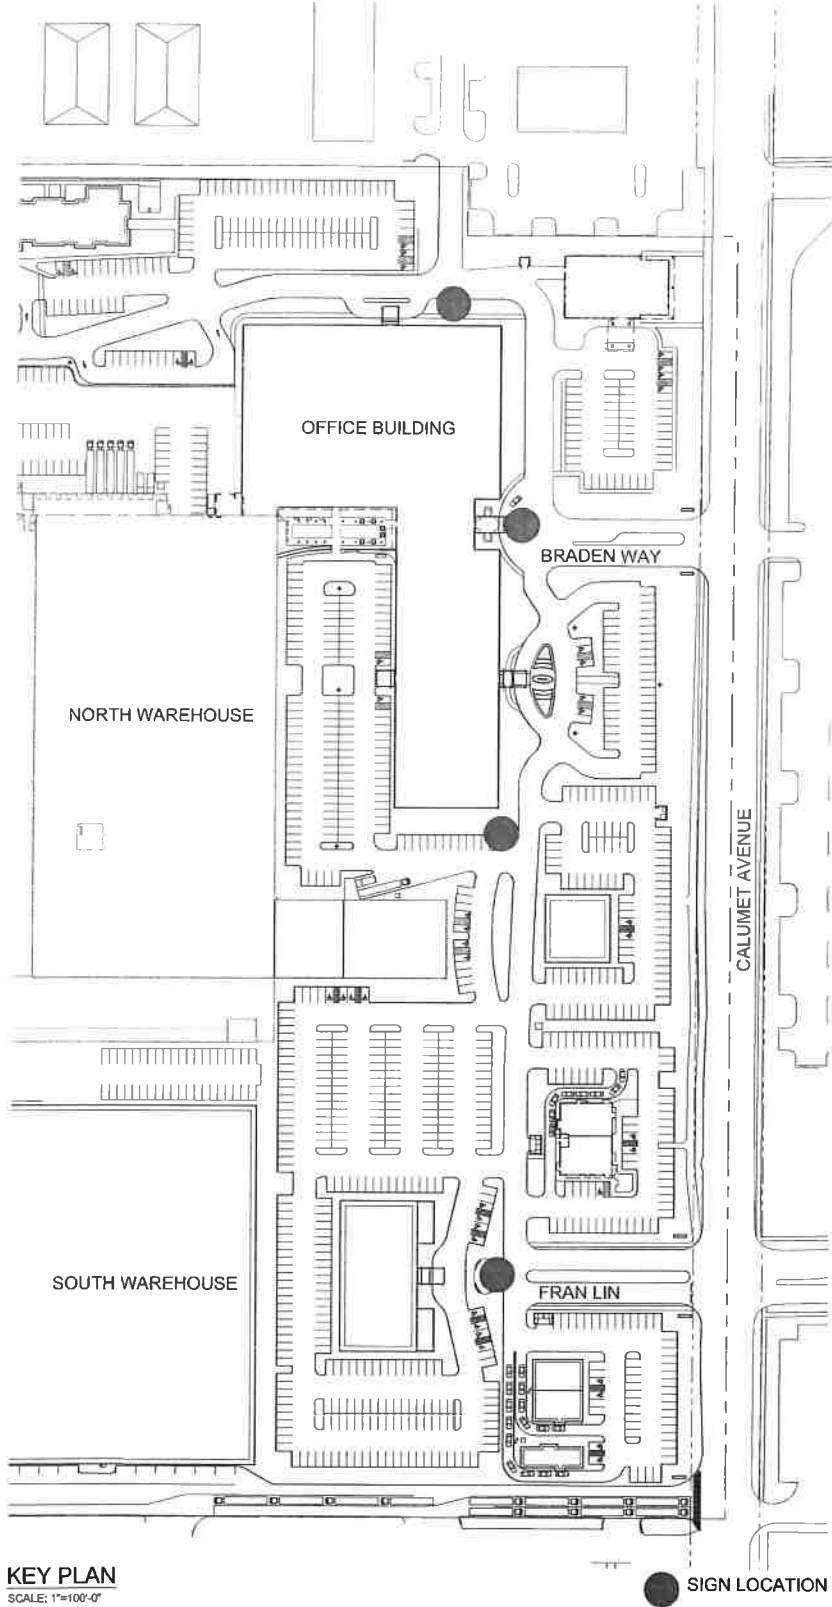 OFFICE BUILDING
BRADEN WAY
NORTH WAREHOUSE
CALUMET AVENUE
SOUTH WAREHOUSE
FRAN LIN
KEY PLAN
SCALE: 1"=100'-0"
SIGN LOCATION